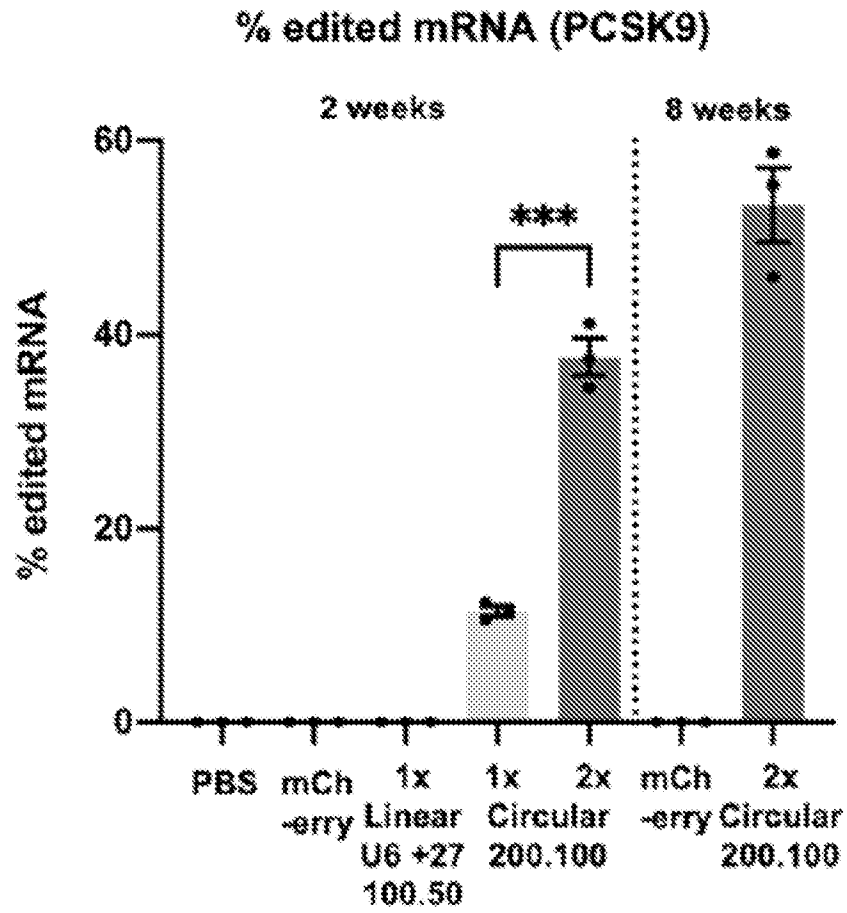 % edited mRNA (PCSK9)
2 weeks
8 weeks
% edited mRNA
60
40
20
0
***
PBS
mCh
-erry
1x
Linear
U6 +27
100.50
1x
2x
Circular
200.100
mCh
-erry
2x
Circular
200.100